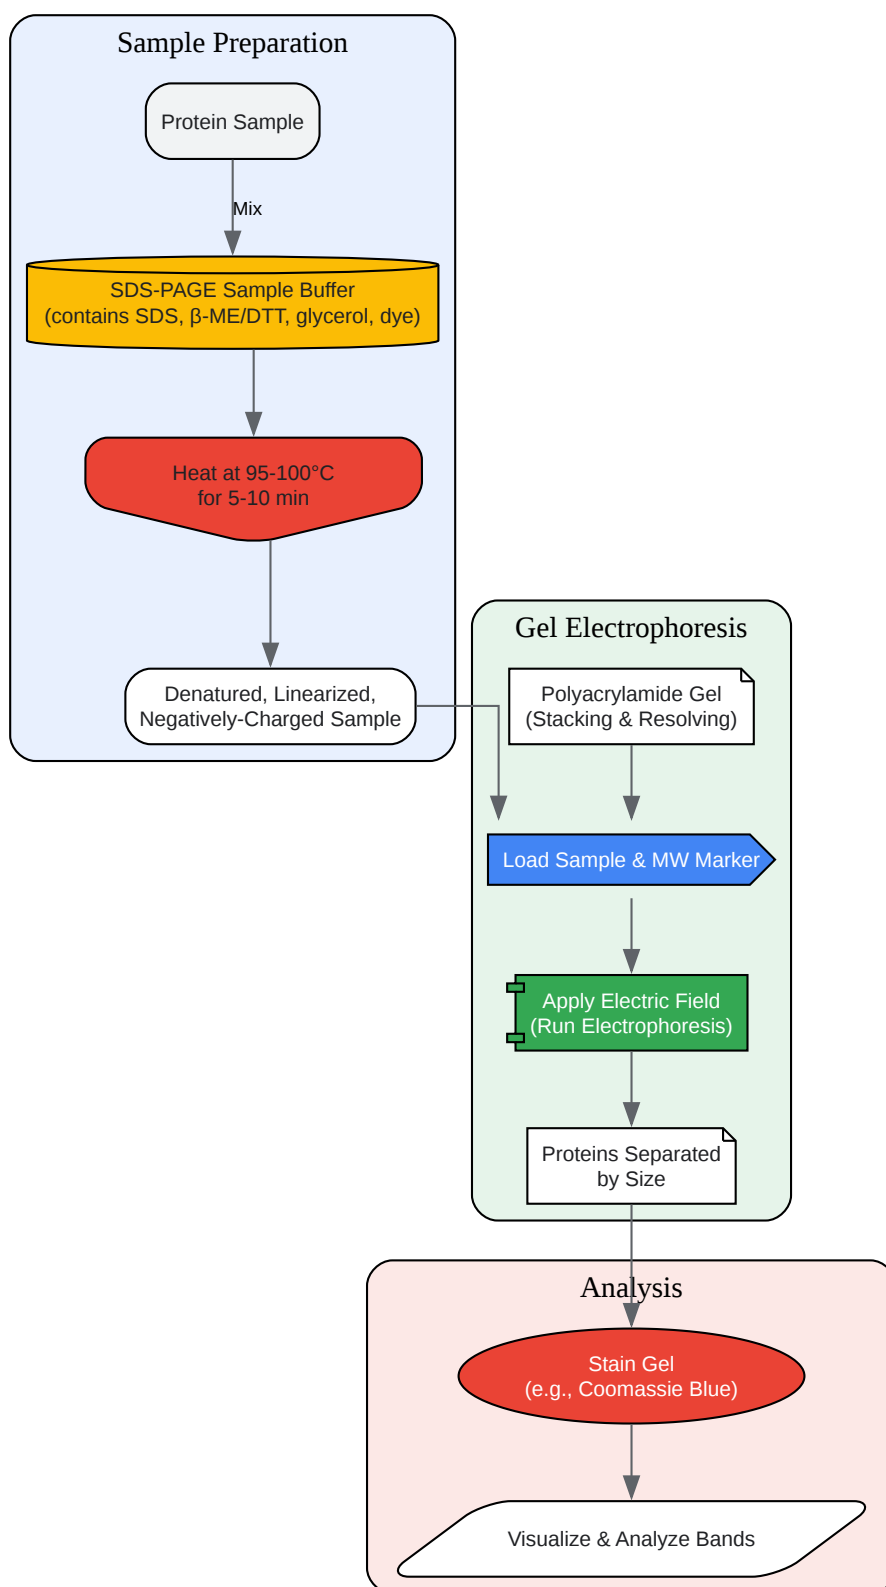 Sample Preparation
Protein Sample
Mix
SDS-PAGE Sample Buffer
(contains SDS, β-ME/DTT, glycerol, dye)
Heat at 95-100°C
for 5-10 min
Denatured, Linearized,
Negatively-Charged Sample
Gel Electrophoresis
Polyacrylamide Gel
(Stacking & Resolving)
Load Sample & MW Marker
Apply Electric Field
(Run Electrophoresis)
Proteins Separated
by Size
Analysis
Stain Gel
(e.g., Coomassie Blue)
Visualize & Analyze Bands